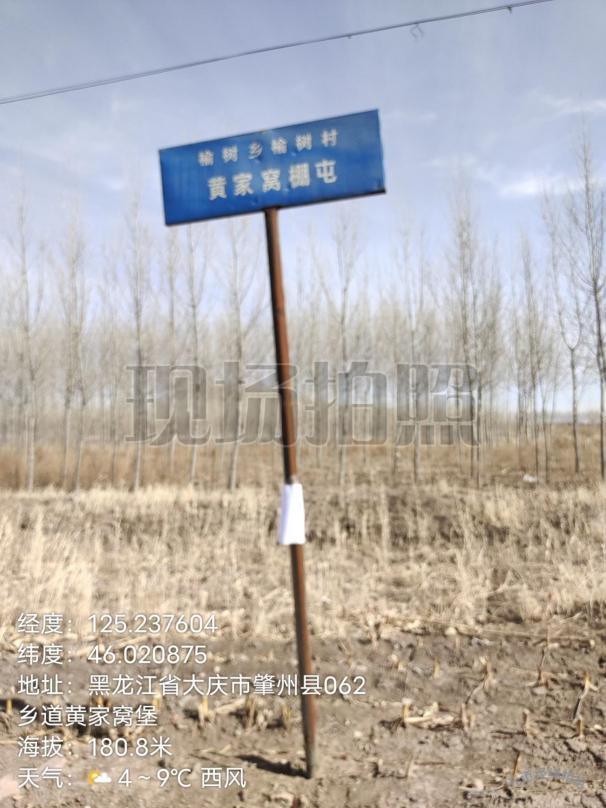 榆树乡榆树村
黄家窝棚屯
现场拍照
经度：125.237604
纬度：46.020875
地址：黑龙江省大庆市肇州县062
乡道黄家窝堡
海拔：180.8米
天气：4～9℃ 西风